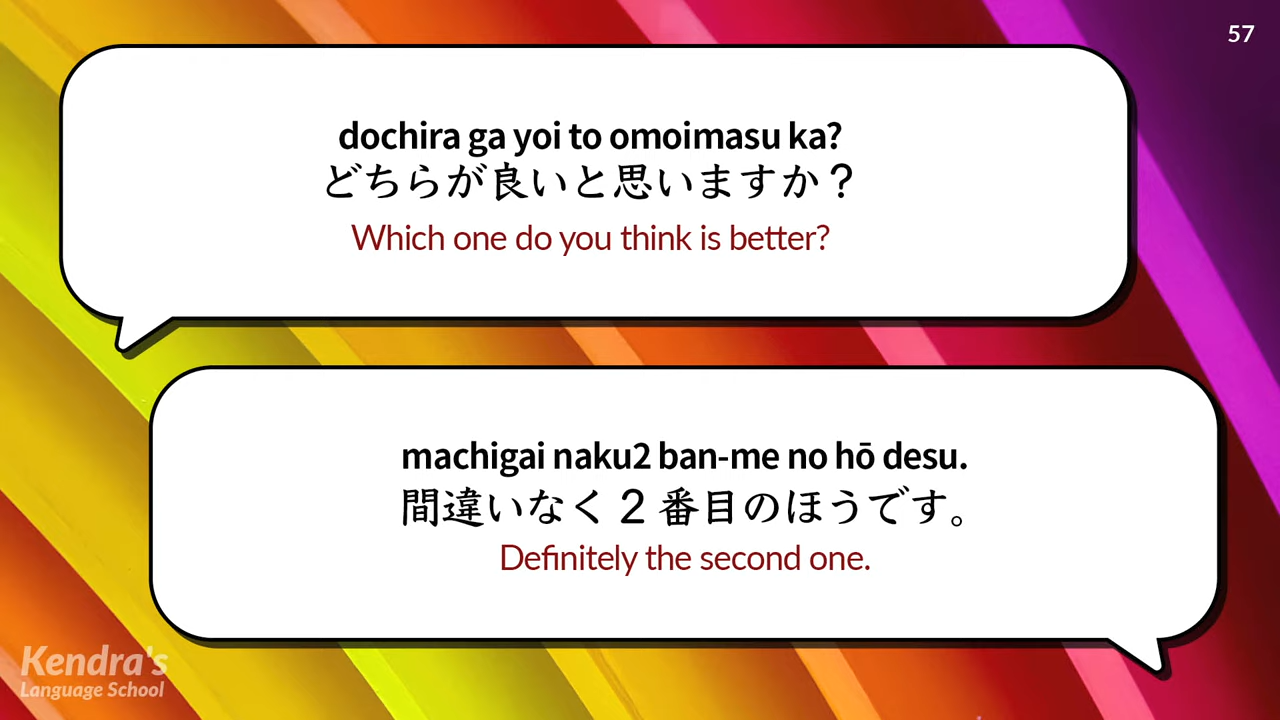 57
dochira ga yoi to omoimasu ka?
どちらが良いと思いますか？
Which one do you think is better?
machigai naku2 ban-me no hō desu.
間違いなく２番目のほうです。
Definitely the second one.
Kendra's
Language School